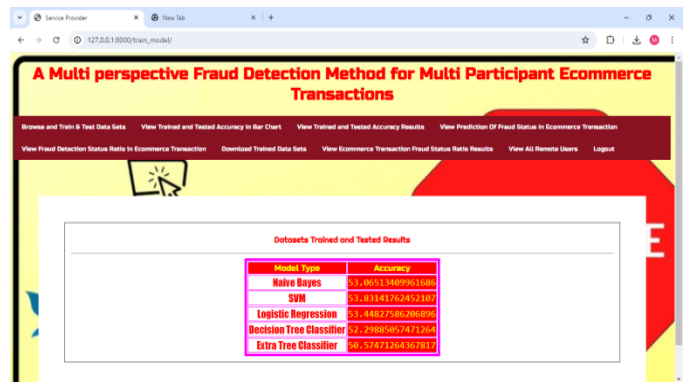 Service Provider
New Tab
127.0.0.1:8000/train_model/
M
A Multi perspective Fraud Detection Method for Multi Participant Ecommerce
Transactions
Browse and Train & Test Data Sets View Trained and Tested Accuracy in Bar Chart View Trained and Tested Accuracy Results View Prediction Of Fraud Status in Ecommerce Transaction
View Fraud Detection Status Ratio In Ecommerce Transaction Download Trained Data Sets View Ecommerce Transaction Fraud Status Ratio Results View All Remote Users Logout
E
Datasets Trained and Tested Results
Model Type Accuracy
Naive Bayes 53.06513409961686
SVM 53.83141762452107
Logistic Regression 53.44827586206896
Decision Tree Classifier 52.29885057471264
Extra Tree Classifier 50.57471264367817